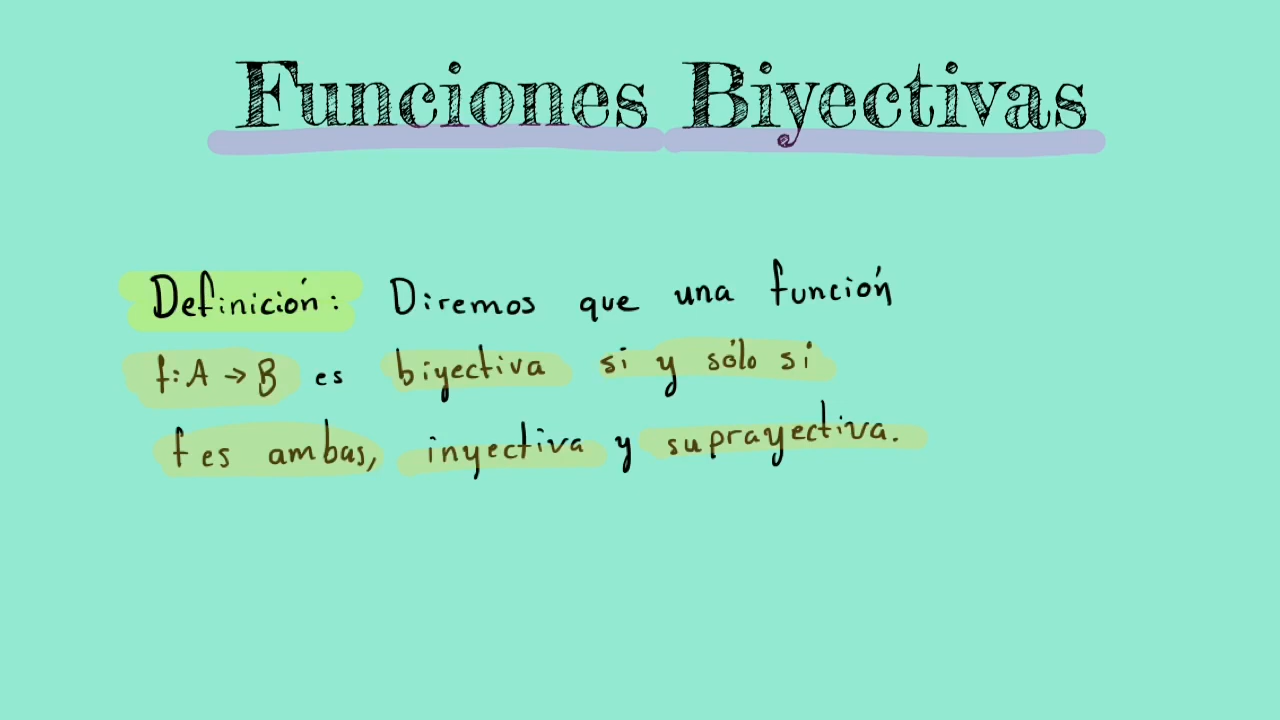 Funciones Biyectivas
Definición: Diremos que una función
f: A → B es biyectiva si y sólo si
f es ambas, inyectiva y suprayectiva.